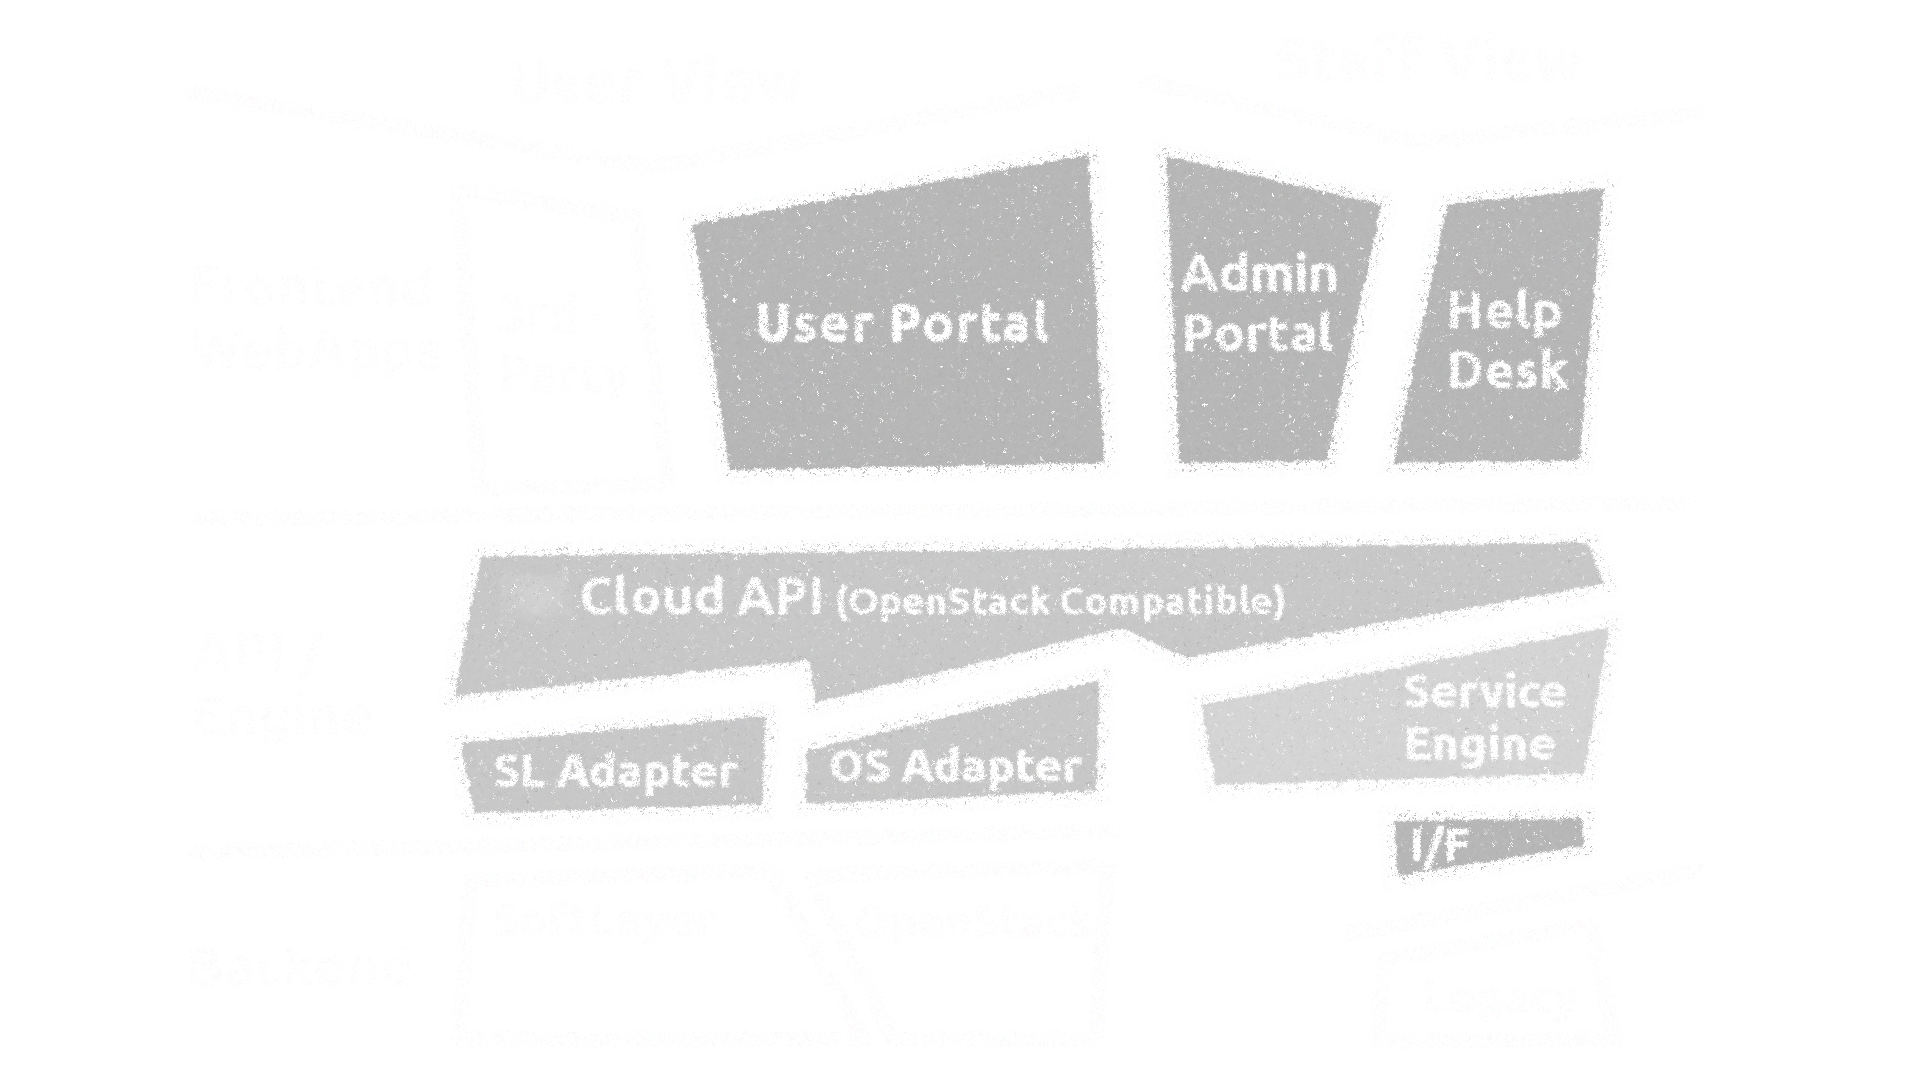 User View
Staff View
Frontend
WebApps
3rd
Party
User Portal
Admin
Portal
Help
Desk
API /
Engine
Cloud API (OpenStack Compatible)
SL Adapter
OS Adapter
Service
Engine
I/F
Backend
SoftLayer
OpenStack
Legacy